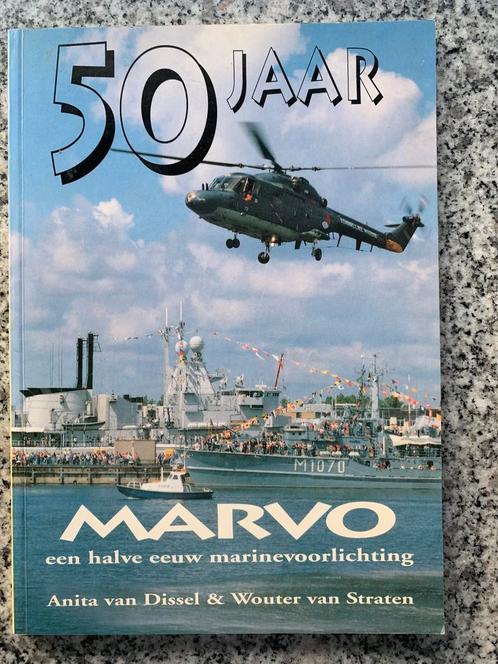 50 JAAR
M1070
MARVO
een halve eeuw marinevoorlichting
Anita van Dissel & Wouter van Straten